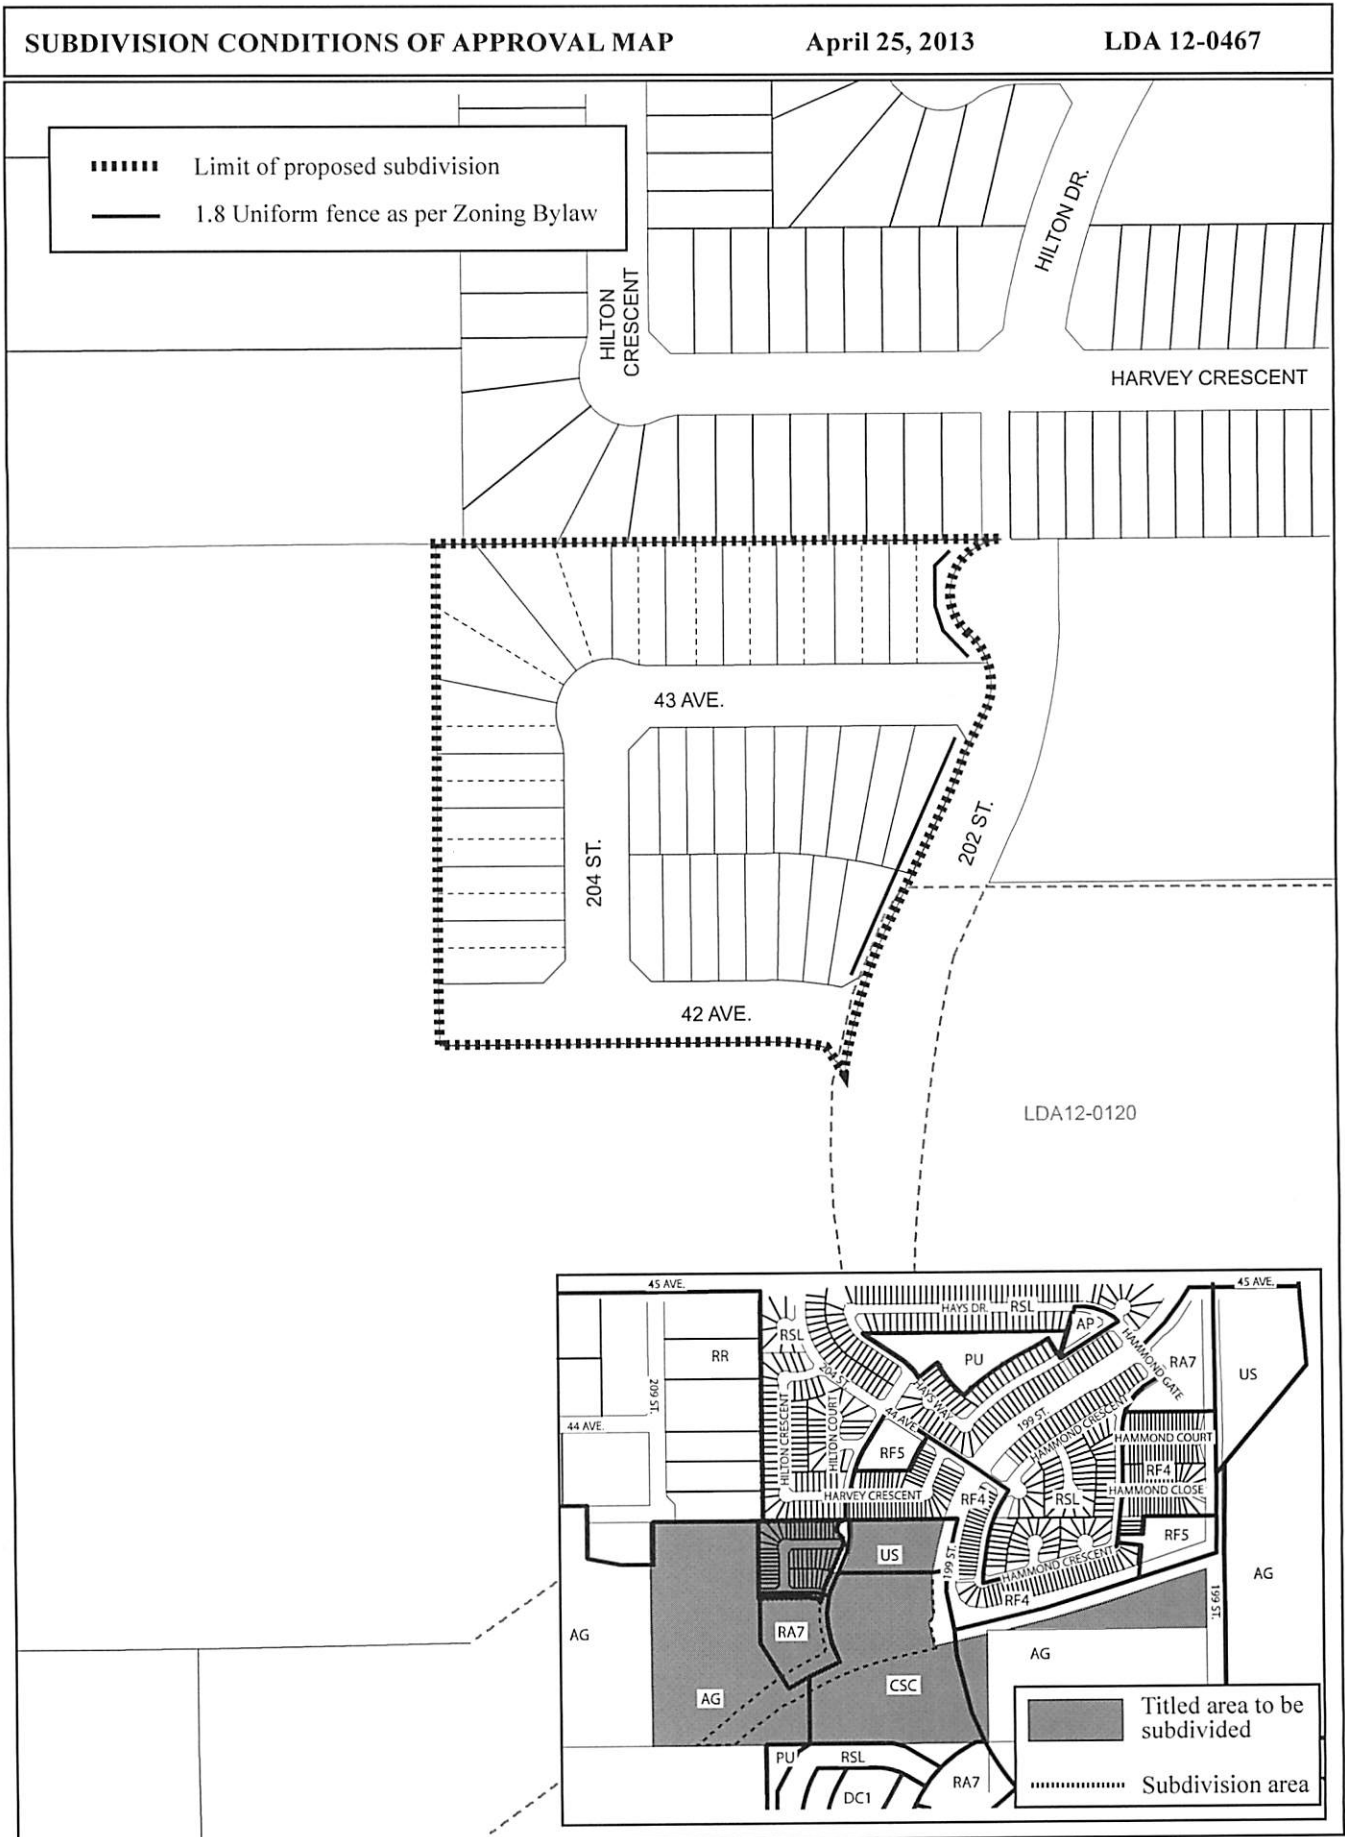 SUBDIVISION CONDITIONS OF APPROVAL MAP April 25, 2013 LDA 12-0467
Limit of proposed subdivision
1.8 Uniform fence as per Zoning Bylaw
HILTON DR.
HILTON
CRESCENT
HARVEY CRESCENT
43 AVE.
204 ST.
202 ST.
42 AVE.
LDA12-0120
45 AVE.
45 AVE.
HAYS DR.
RSL
AP
RSL
RR
PU
HAMMOND GATE
RA7
US
204 ST.
209 ST.
HAYS WAY
44 AVE.
199 ST.
HAMMOND CRESCENT
44 AVE.
HILTON CRESCENT
HILTON COURT
HAMMOND COURT
RF5
RF4
HARVEY CRESCENT
RF4
RSL
HAMMOND CLOSE
RF5
US
199 ST.
HAMMOND CRESCENT
RF4
AG
199 ST.
AG
RA7
AG
AG
CSC
Titled area to be
subdivided
PU
RSL
DC1
RA7
Subdivision area